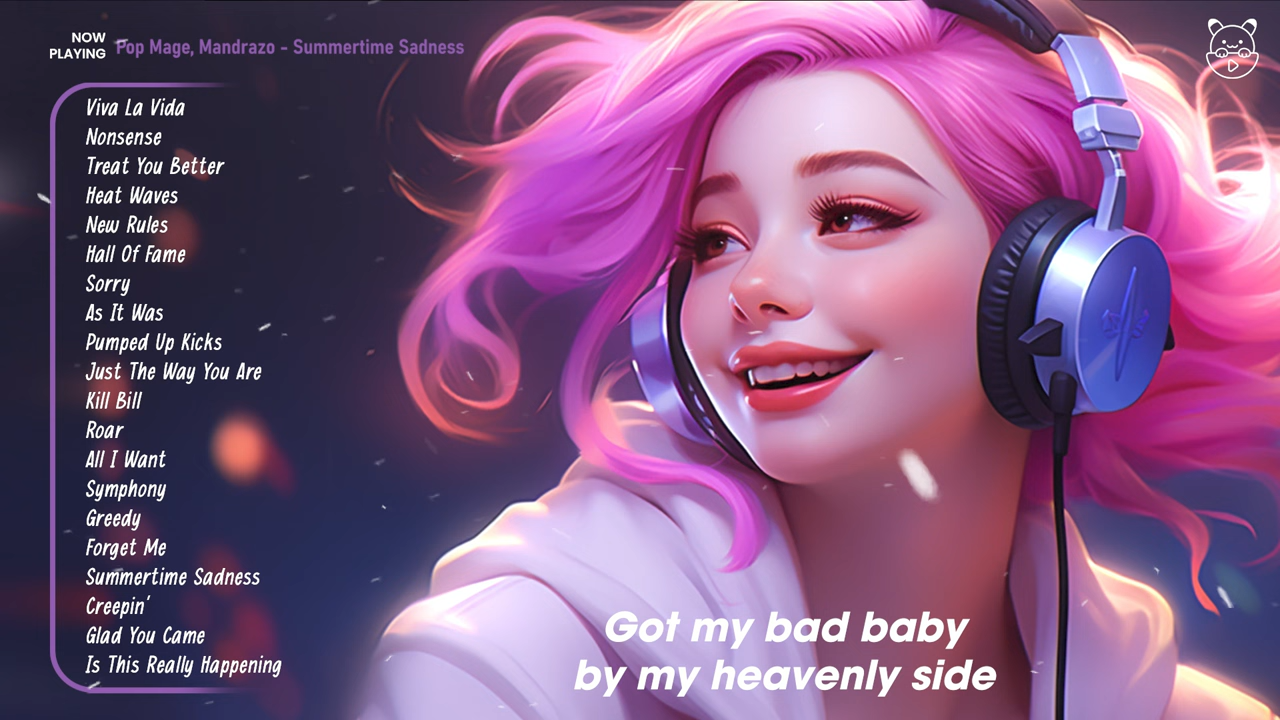 NOW
PLAYING
Pop Mage, Mandrazo - Summertime Sadness
Viva La Vida
Nonsense
Treat You Better
Heat Waves
New Rules
Hall Of Fame
Sorry
As It Was
Pumped Up Kicks
Just The Way You Are
Kill Bill
Roar
All I Want
Symphony
Greedy
Forget Me
Summertime Sadness
Creepin'
Glad You Came
Is This Really Happening
Got my bad baby
by my heavenly side